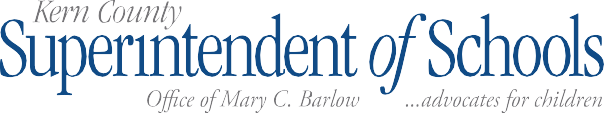 Kern County
Superintendent of Schools
Office of Mary C. Barlow ...advocates for children